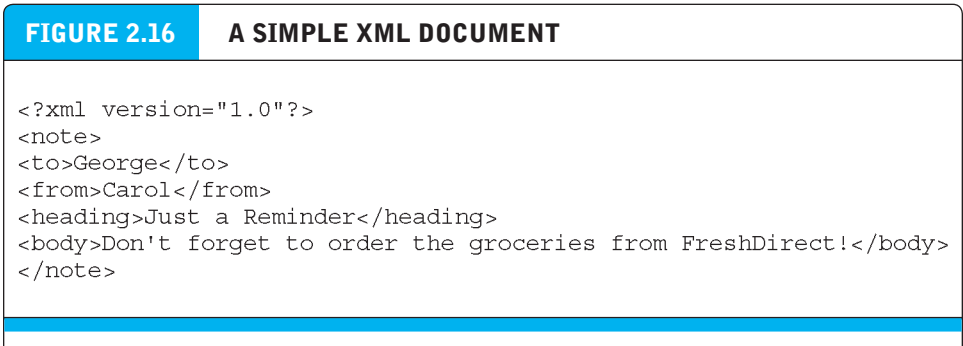 FIGURE 2.16 A SIMPLE XML DOCUMENT
<?xml version="1.0"?>
<note>
<to>George</to>
<from>Carol</from>
<heading>Just a Reminder</heading>
<body>Don't forget to order the groceries from FreshDirect!</body>
</note>